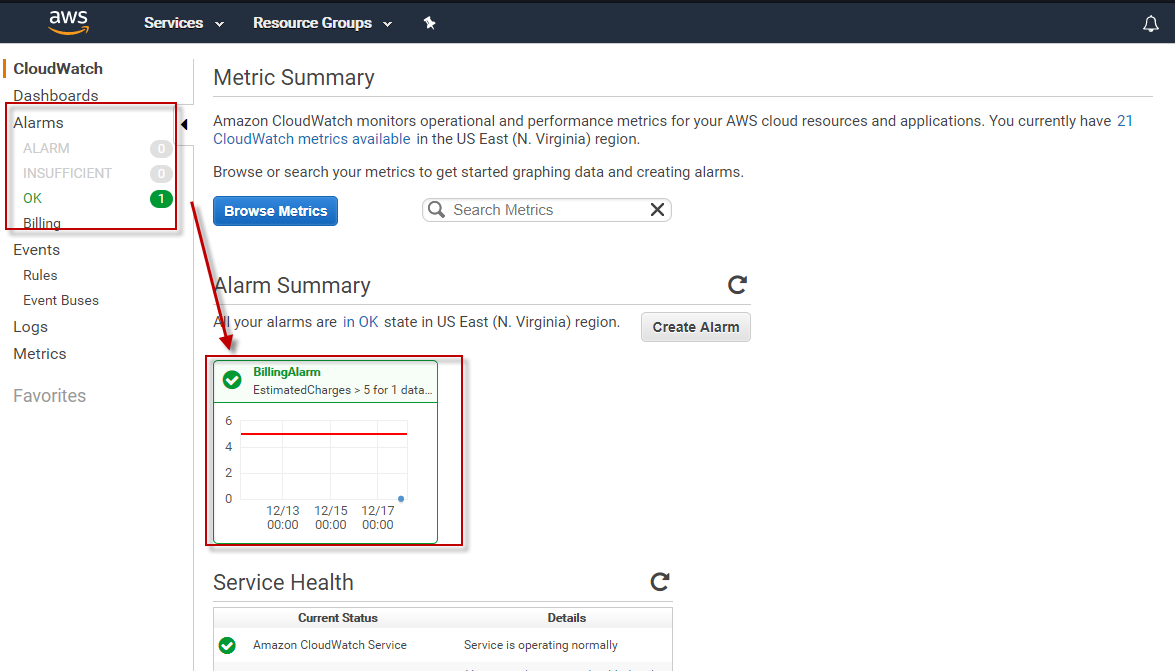 aws Services Resource Groups
CloudWatch
Dashboards
Alarms
ALARM 0
INSUFFICIENT 0
OK 1
Billing
Events
Rules
Event Buses
Logs
Metrics
Favorites
Metric Summary
Amazon CloudWatch monitors operational and performance metrics for your AWS cloud resources and applications. You currently have 21
CloudWatch metrics available in the US East (N. Virginia) region.
Browse or search your metrics to get started graphing data and creating alarms.
Browse Metrics Search Metrics
Alarm Summary
All your alarms are in OK state in US East (N. Virginia) region. Create Alarm
BillingAlarm
EstimatedCharges > 5 for 1 data...
6
4
2
0
12/13 12/15 12/17
00:00 00:00 00:00
Service Health
Current Status Details
Amazon CloudWatch Service Service is operating normally